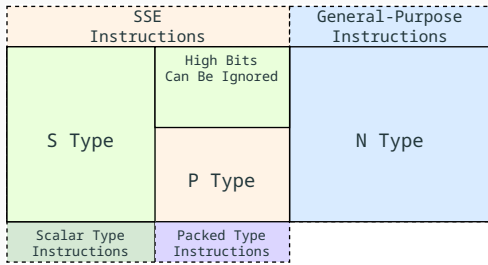 SSE
Instructions
General-Purpose
Instructions
High Bits
Can Be Ignored
S Type
P Type
N Type
Scalar Type
Instructions
Packed Type
Instructions